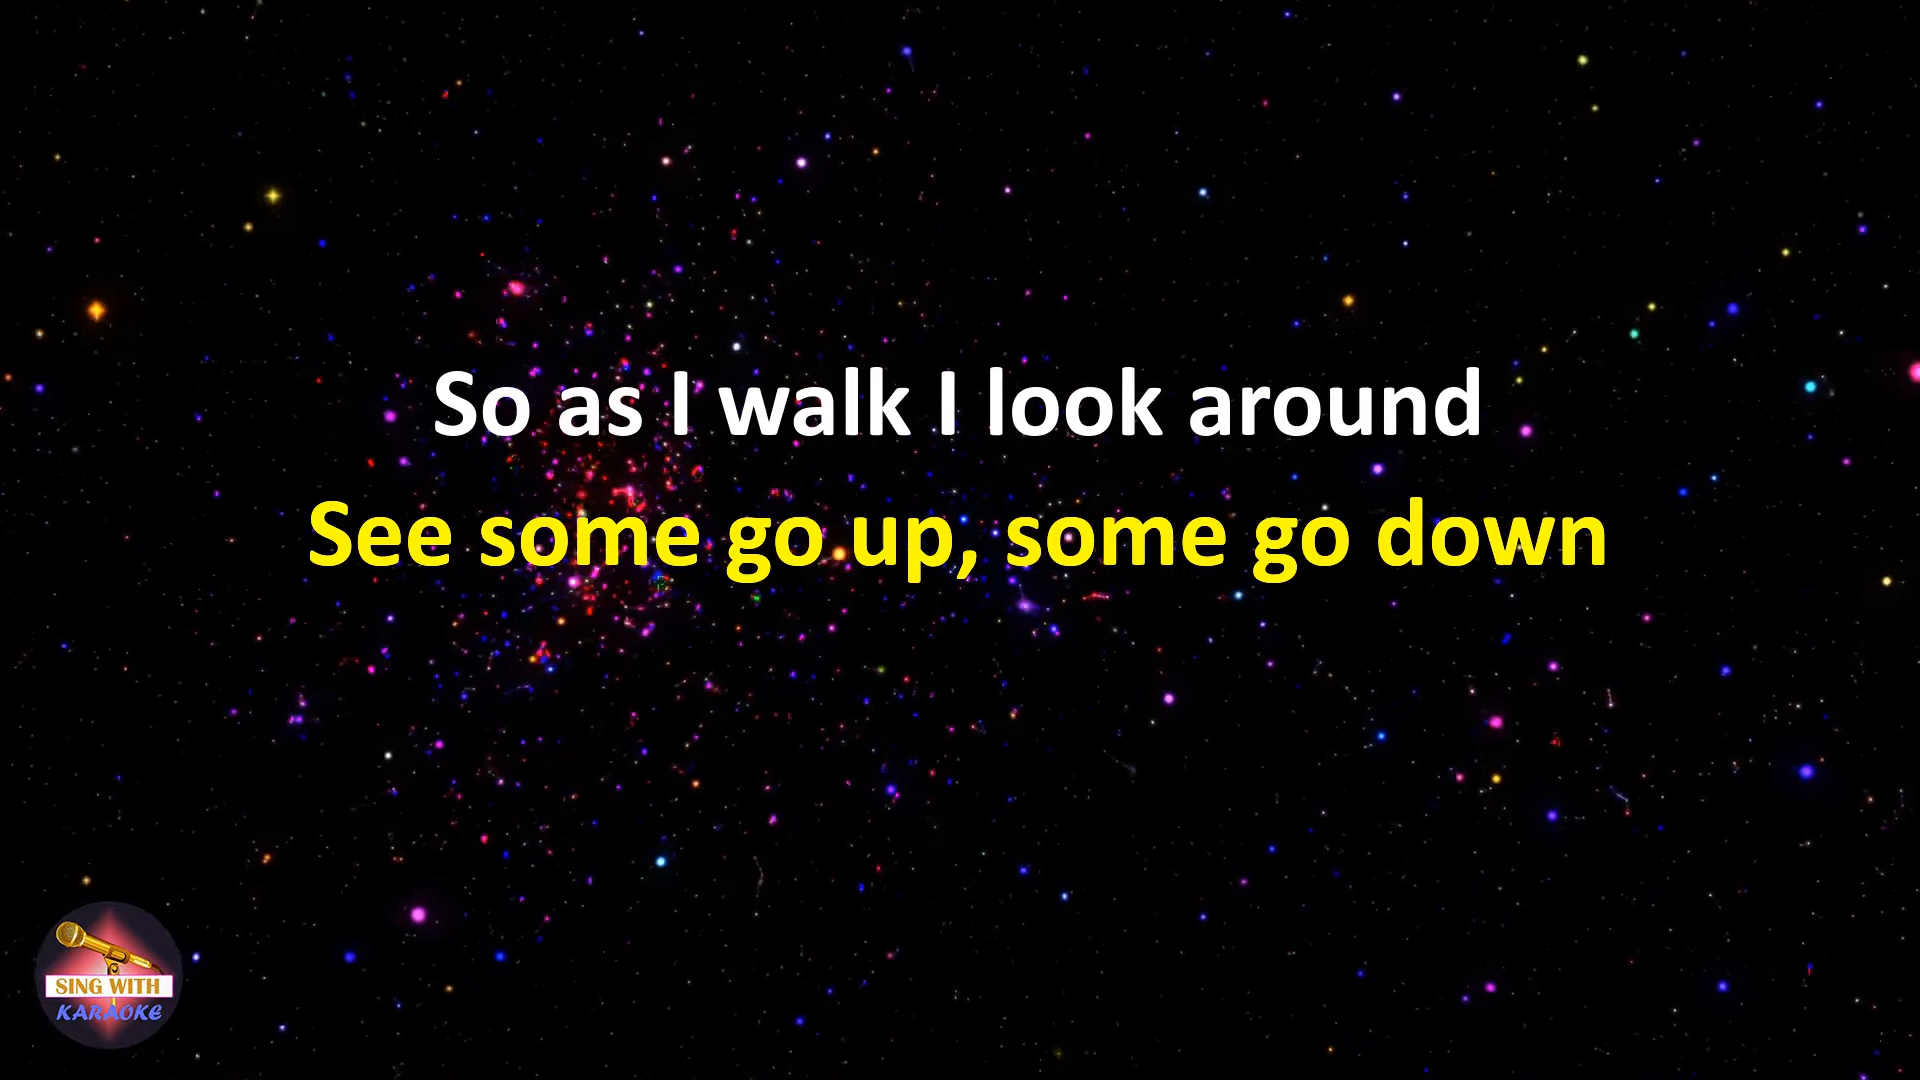 So as I walk I look around
See some go up, some go down
SING WITH
KARAOKE